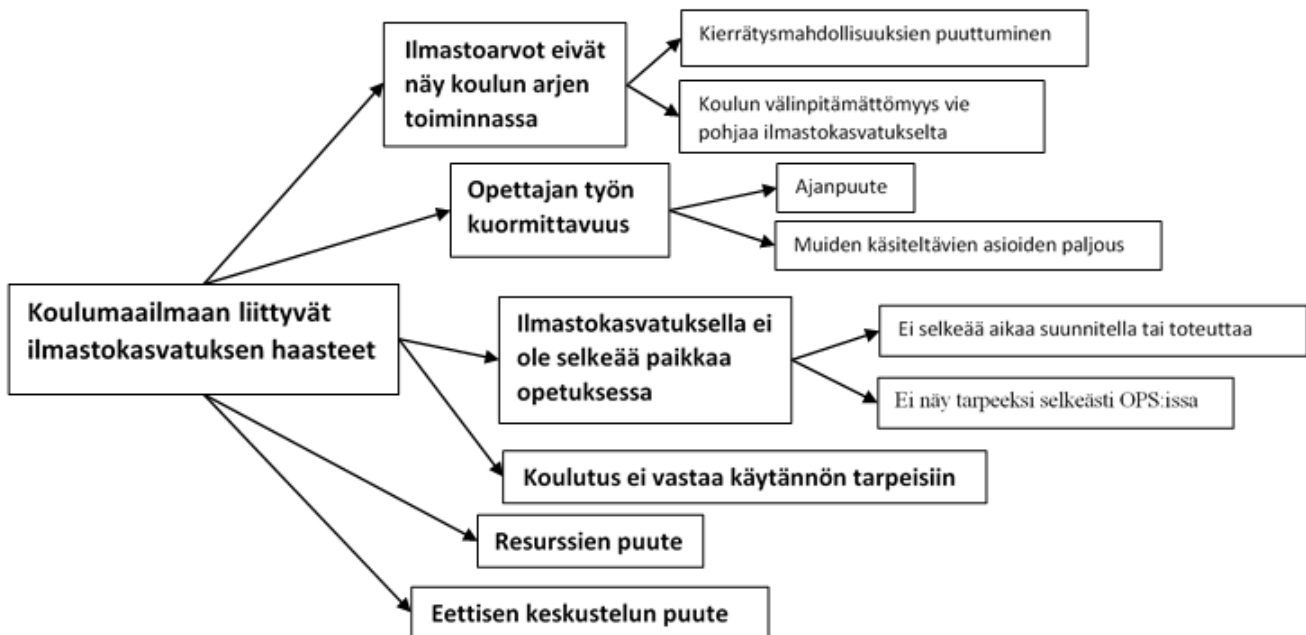 Ilmastoarvot eivät
näy koulun arjen
toiminnassa
Kierrätysmahdollisuuksien puuttuminen
Koulun välinpitämättömyys vie
pohjaa ilmastokasvatukselta
Opettajan työn
kuormittavuus
Ajanpuute
Muiden käsiteltävien asioiden paljous
Koulumaailmaan liittyvät
ilmastokasvatuksen haasteet
Ilmastokasvatuksella ei
ole selkeää paikkaa
opetuksessa
Ei selkeää aikaa suunnitella tai toteuttaa
Ei näy tarpeeksi selkeästi OPS:issa
Koulutus ei vastaa käytännön tarpeisiin
Resurssien puute
Eettisen keskustelun puute